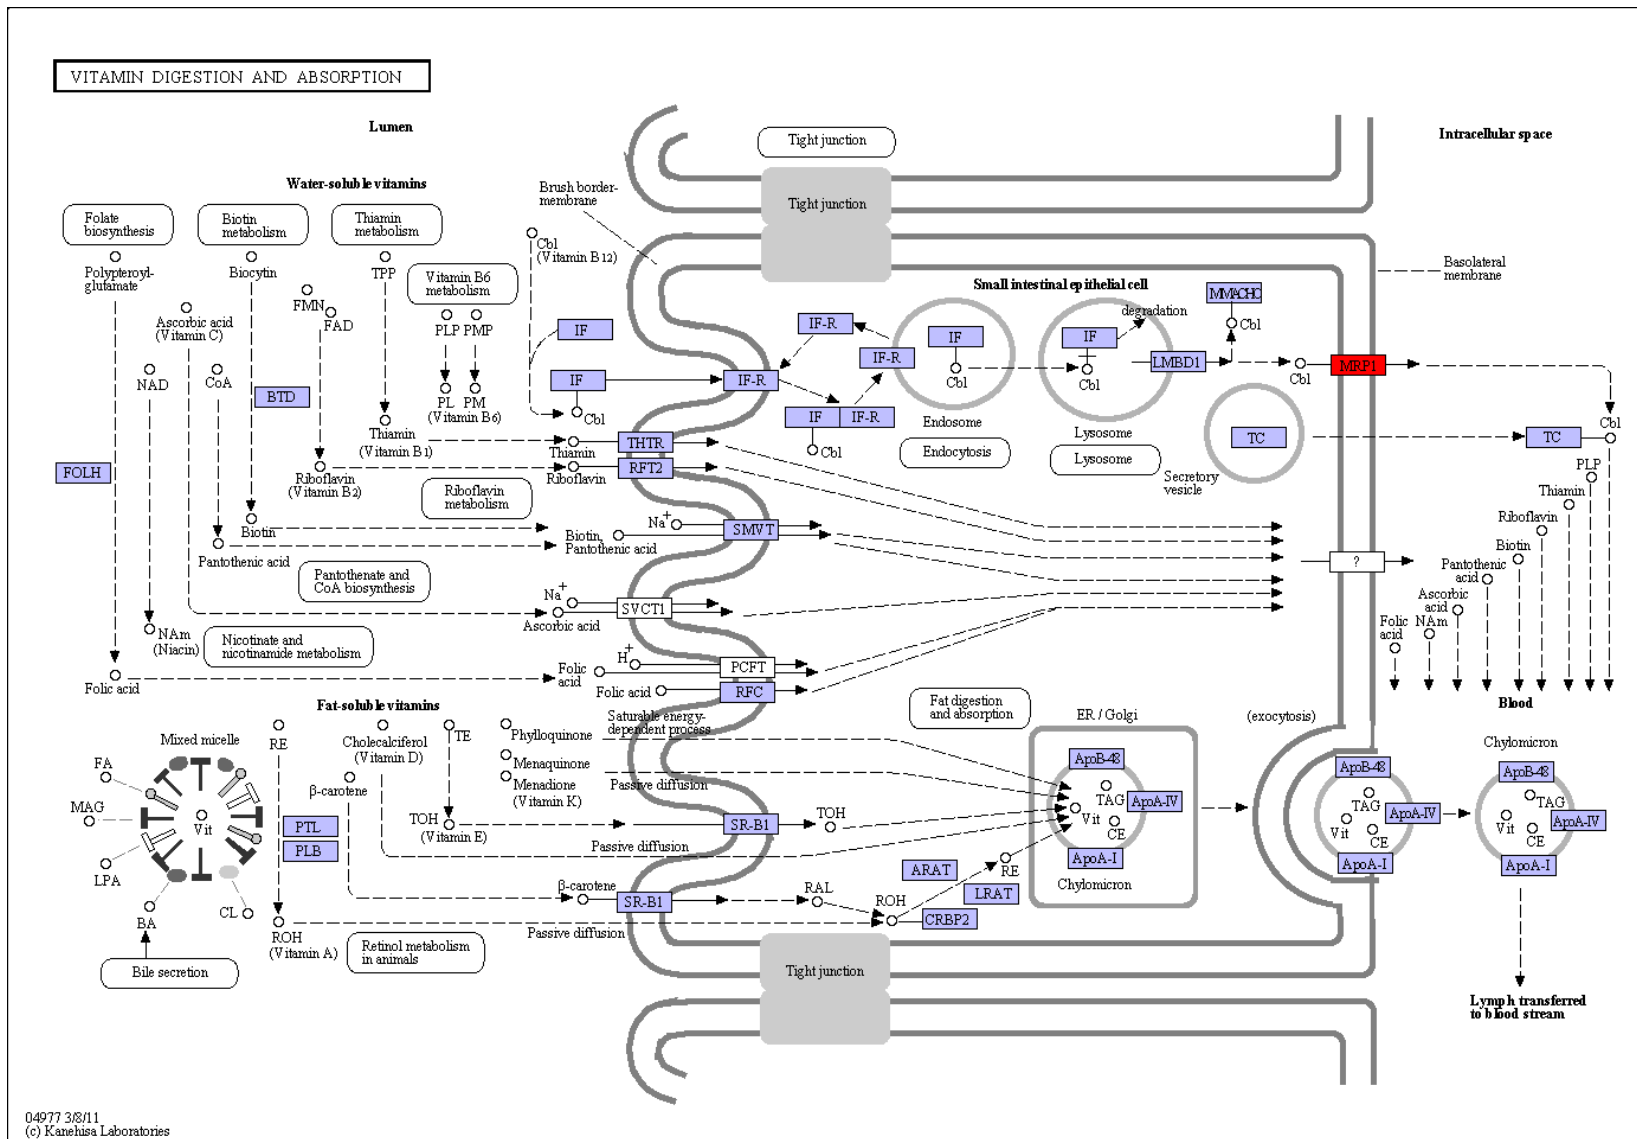 VITAMIN DIGESTION AND ABSORPTION
Lumen
Intracellular space
Tight junction
Tight junction
Brush border-
membrane
Basolateral
membrane
Water-soluble vitamins
Folate
biosynthesis
Biotin
metabolism
Thiamin
metabolism
Vitamin B6
metabolism
Cbl
(Vitamin B12)
Polypteroyl-
glutamate
Biocytin
TPP
FMN
FAD
PLP
PMP
Ascorbic acid
(Vitamin C)
NAD
CoA
BTD
PL
PM
(Vitamin B6)
IF
IF
Cbl
Thiamin
(Vitamin B1)
FOLH
Riboflavin
(Vitamin B2)
Riboflavin
metabolism
Biotin
Pantothenic acid
Pantothenate and
CoA biosynthesis
NAm
(Niacin)
Nicotinate and
nicotinamide metabolism
Folic acid
Thiamin
Riboflavin
Na+
Biotin,
Pantothenic acid
Na+
Ascorbic acid
H+
Folic
acid
Folic acid
IF-R
THTR
RFT2
SMVT
SVCT1
PCFT
RFC
Small intestinal epithelial cell
IF-R
IF-R
IF
IF-R
Cbl
IF
Cbl
Endosome
Endocytosis
IF
Cbl
degradation
Lysosome
Lysosome
LMBD1
MMACHC
Cbl
Cbl
MRP1
TC
Secretory
vesicle
TC
Cbl
?
PLP
Thiamin
Riboflavin
Biotin
Pantothenic
acid
Ascorbic
acid
NAm
Folic
acid
Blood
Fat-soluble vitamins
Mixed micelle
FA
MAG
LPA
BA
CL
Vit
Bile secretion
RE
PTL
PLB
ROH
(Vitamin A)
Cholecalciferol
(Vitamin D)
β-carotene
TE
TOH
(Vitamin E)
Phylloquinone
Menaquinone
Menadione
(Vitamin K)
Retinol metabolism
in animals
Saturable energy-
dependent process
Passive diffusion
Passive diffusion
Passive diffusion
β-carotene
SR-B1
SR-B1
TOH
RAL
ROH
CRBP2
ARAT
LRAT
RE
Fat digestion
and absorption
ER / Golgi
ApoB-48
TAG
ApoA-IV
Vit
CE
ApoA-I
Chylomicron
(exocytosis)
ApoB-48
TAG
ApoA-IV
Vit
CE
ApoA-I
Chylomicron
ApoB-48
TAG
ApoA-IV
Vit
CE
ApoA-I
Tight junction
Lymph transferred
to blood stream
04977 3/8/11
(c) Kanehisa Laboratories